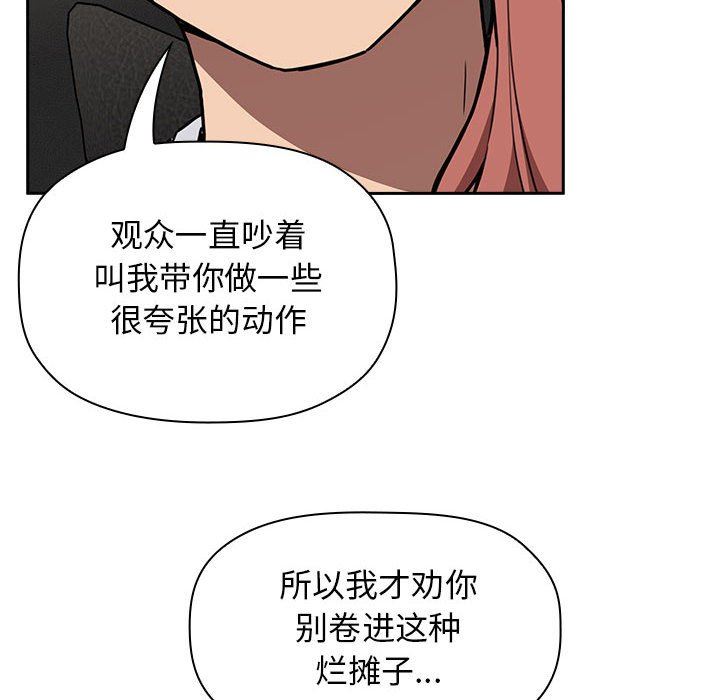 观众一直吵着
叫我带你做一些
很夸张的动作
所以我才劝你
别卷进这种
烂摊子...